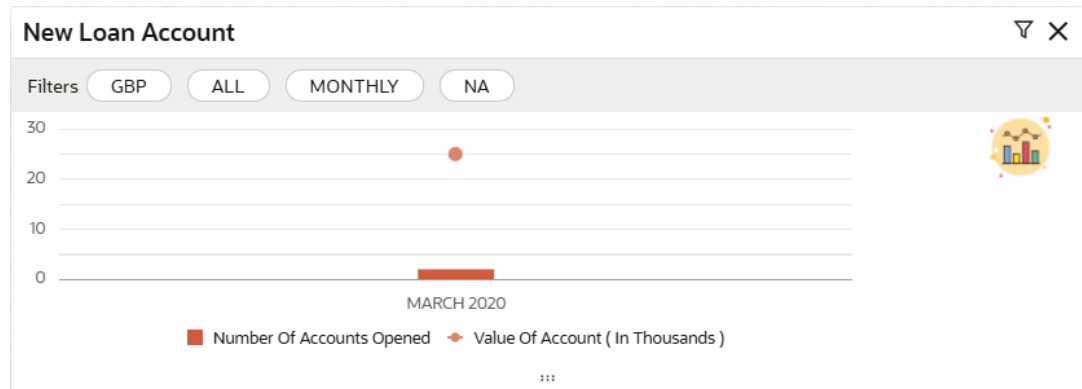 New Loan Account
Filters GBP ALL MONTHLY NA
30
20
10
0
MARCH 2020
Number Of Accounts Opened Value Of Account ( In Thousands )